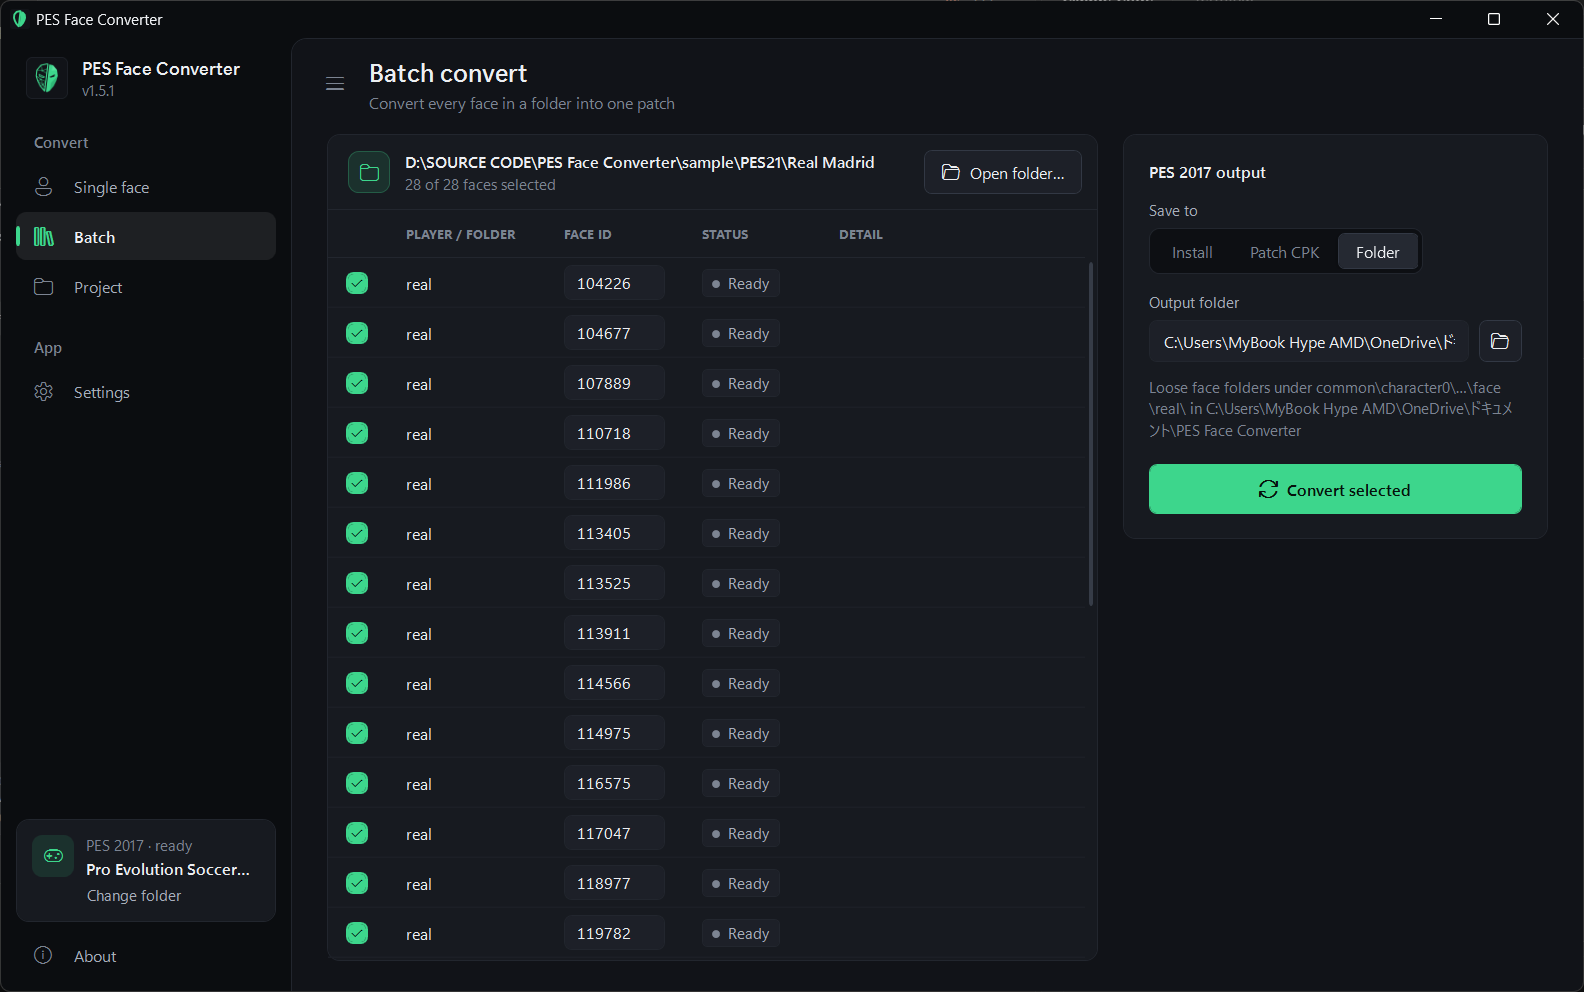 PES Face Converter
PES Face Converter
v1.5.1
Convert
Single face
Batch
Project
App
Settings
PES 2017 · ready
Pro Evolution Soccer...
Change folder
About
Batch convert
Convert every face in a folder into one patch
D:\SOURCE CODE\PES Face Converter\sample\PES21\Real Madrid
28 of 28 faces selected
Open folder...
PLAYER / FOLDER FACE ID STATUS DETAIL
real 104226 Ready
real 104677 Ready
real 107889 Ready
real 110718 Ready
real 111986 Ready
real 113405 Ready
real 113525 Ready
real 113911 Ready
real 114566 Ready
real 114975 Ready
real 116575 Ready
real 117047 Ready
real 118977 Ready
real 119782 Ready
PES 2017 output
Save to
Install Patch CPK Folder
Output folder
C:\Users\MyBook Hype AMD\OneDrive\ド
Loose face folders under common\character0\...\face
\real\ in C:\Users\MyBook Hype AMD\OneDrive\ドキュメ
ント\PES Face Converter
Convert selected